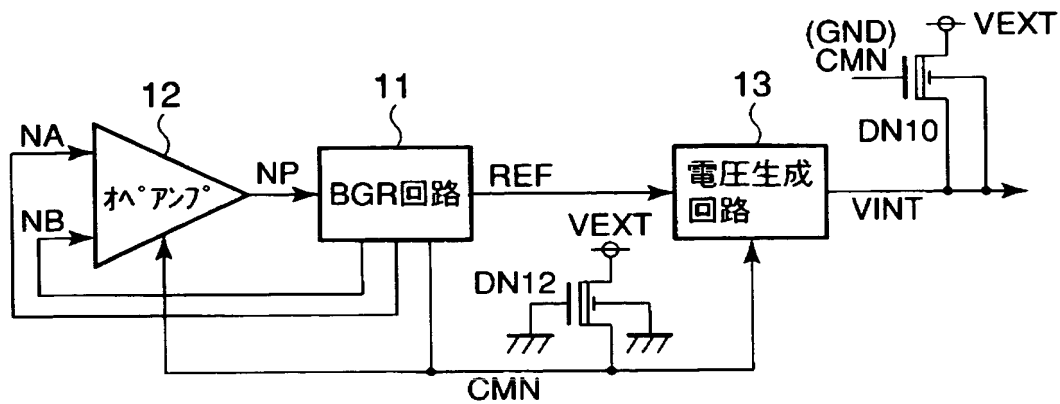 (GND)
CMN
VEXT
12
11
13
DN10
NA
オペアンプ
NP
BGR回路
REF
電圧生成
回路
VINT
NB
VEXT
DN12
CMN